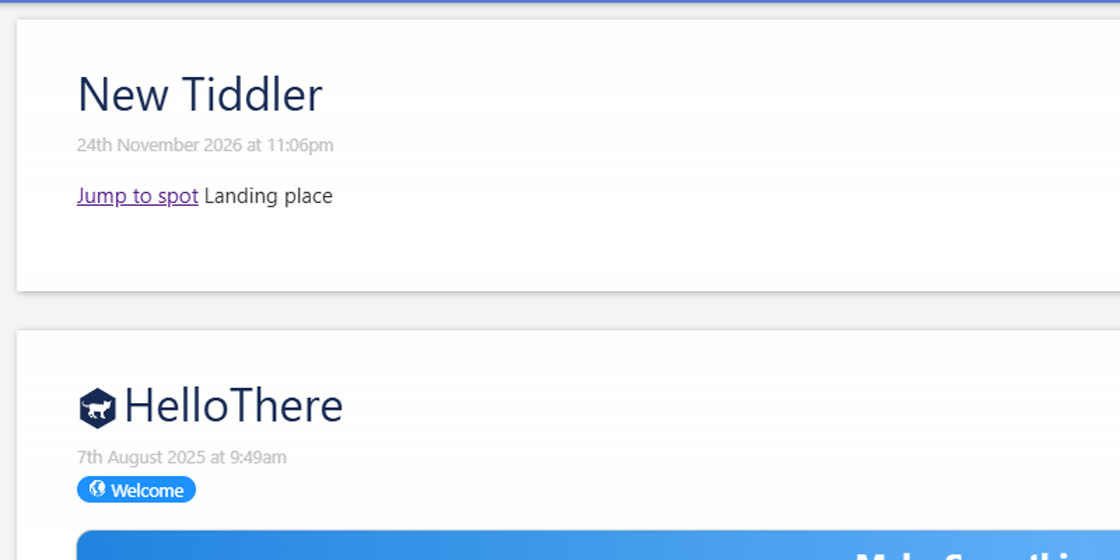 New Tiddler
24th November 2026 at 11:06pm
Jump to spot Landing place
HelloThere
7th August 2025 at 9:49am
Welcome